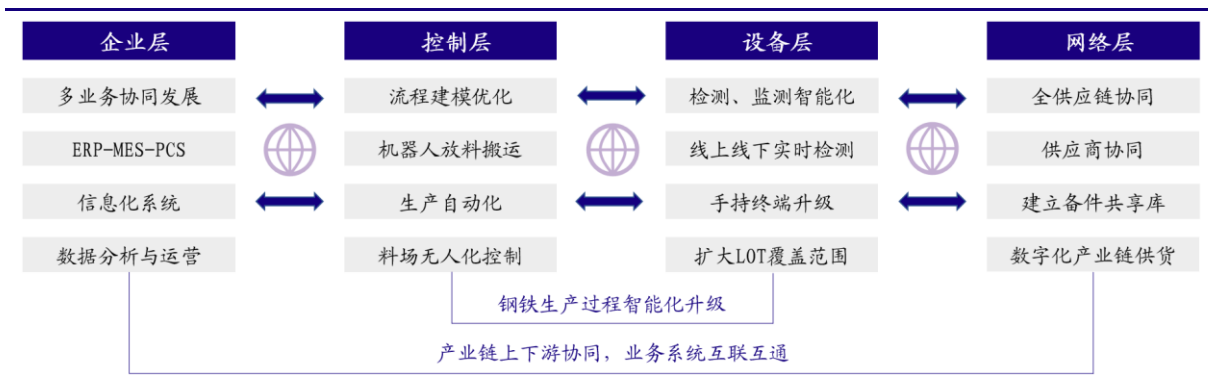 企业层 控制层 设备层 网络层
多业务协同发展 流程建模优化 检测、监测智能化 全供应链协同
ERP-MES-PCS 机器人放料搬运 线上线下实时检测 供应商协同
信息化系统 生产自动化 手持终端升级 建立备件共享库
数据分析与运营 料场无人化控制 扩大LOT覆盖范围 数字化产业链供货
钢铁生产过程智能化升级
产业链上下游协同，业务系统互联互通